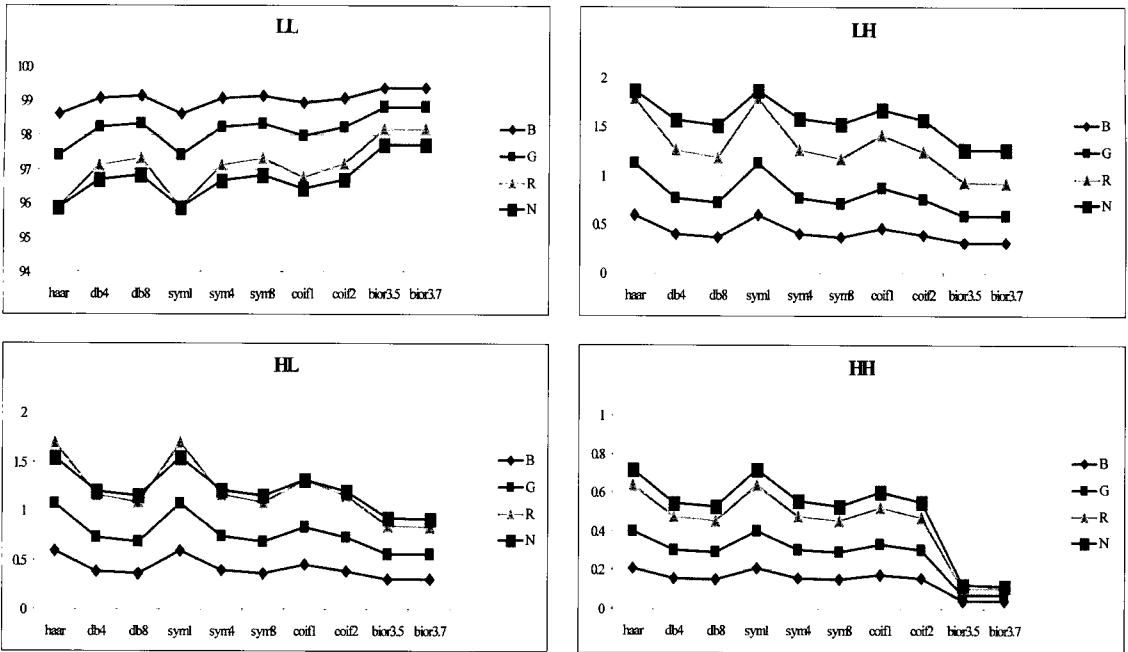 LL
100
99
98
97
96
95
94
haar db4 db8 sym1 sym4 sym8 coif1 coif2 bior3.5 bior3.7
B
G
R
N
LH
2
1.5
1
0.5
0
haar db4 db8 sym1 sym4 sym8 coif1 coif2 bior3.5 bior3.7
B
G
R
N
HL
2
1.5
1
0.5
0
haar db4 db8 sym1 sym4 sym8 coif1 coif2 bior3.5 bior3.7
B
G
R
N
HH
1
0.8
0.6
0.4
0.2
0
haar db4 db8 sym1 sym4 sym8 coif1 coif2 bior3.5 bior3.7
B
G
R
N